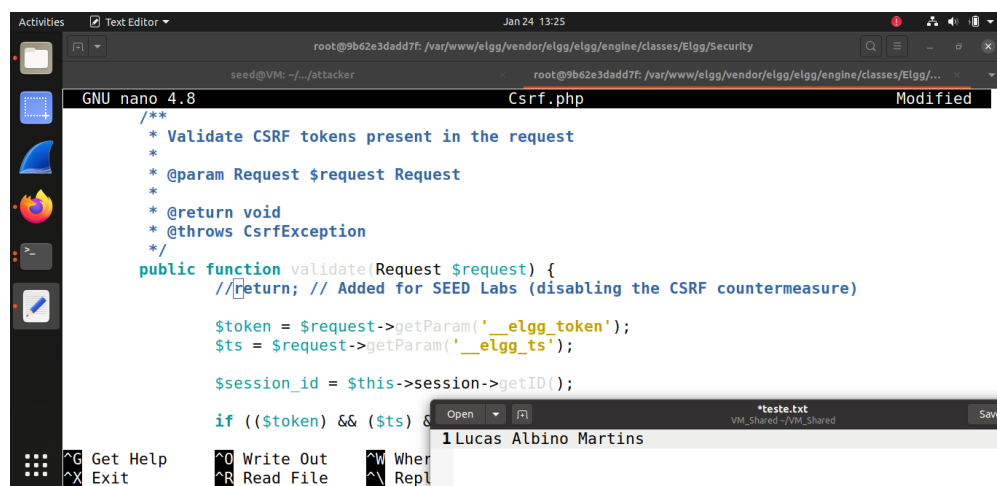 Activities Text Editor Jan 24 13:25
root@9b62e3dadd7f: /var/www/elgg/vendor/elgg/elgg/engine/classes/Elgg/Security
seed@VM: ~/.../attacker root@9b62e3dadd7f: /var/www/elgg/vendor/elgg/elgg/engine/classes/Elgg/...
GNU nano 4.8 Csrf.php Modified
/**
* Validate CSRF tokens present in the request
*
* @param Request $request Request
*
* @return void
* @throws CsrfException
*/
public function validate(Request $request) {
//return; // Added for SEED Labs (disabling the CSRF countermeasure)
$token = $request->getParam('__elgg_token');
$ts = $request->getParam('__elgg_ts');
$session_id = $this->session->getID();
if (($token) && ($ts) &
^G Get Help ^O Write Out ^W Wher
^X Exit ^R Read File ^\ Repl
Open *teste.txt Save
VM_Shared ~/VM_Shared
1 Lucas Albino Martins